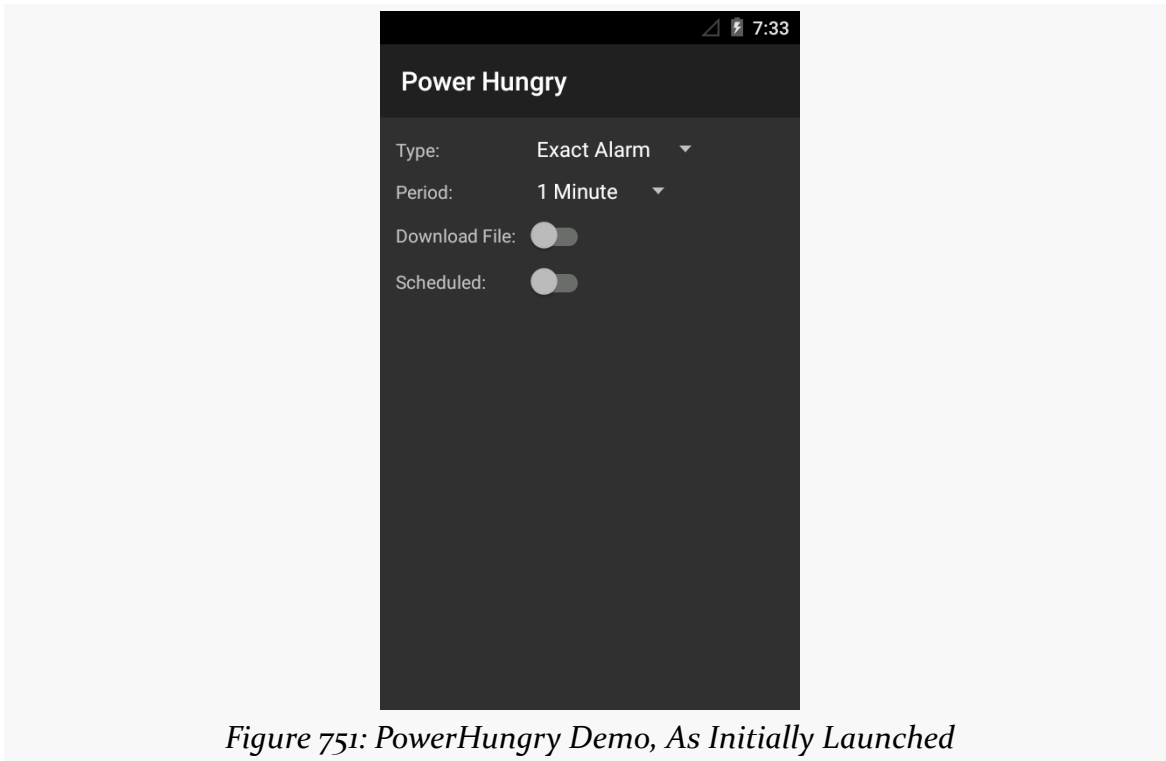 7:33
Power Hungry
Type: Exact Alarm
Period: 1 Minute
Download File:
Scheduled:
Figure 751: PowerHungry Demo, As Initially Launched